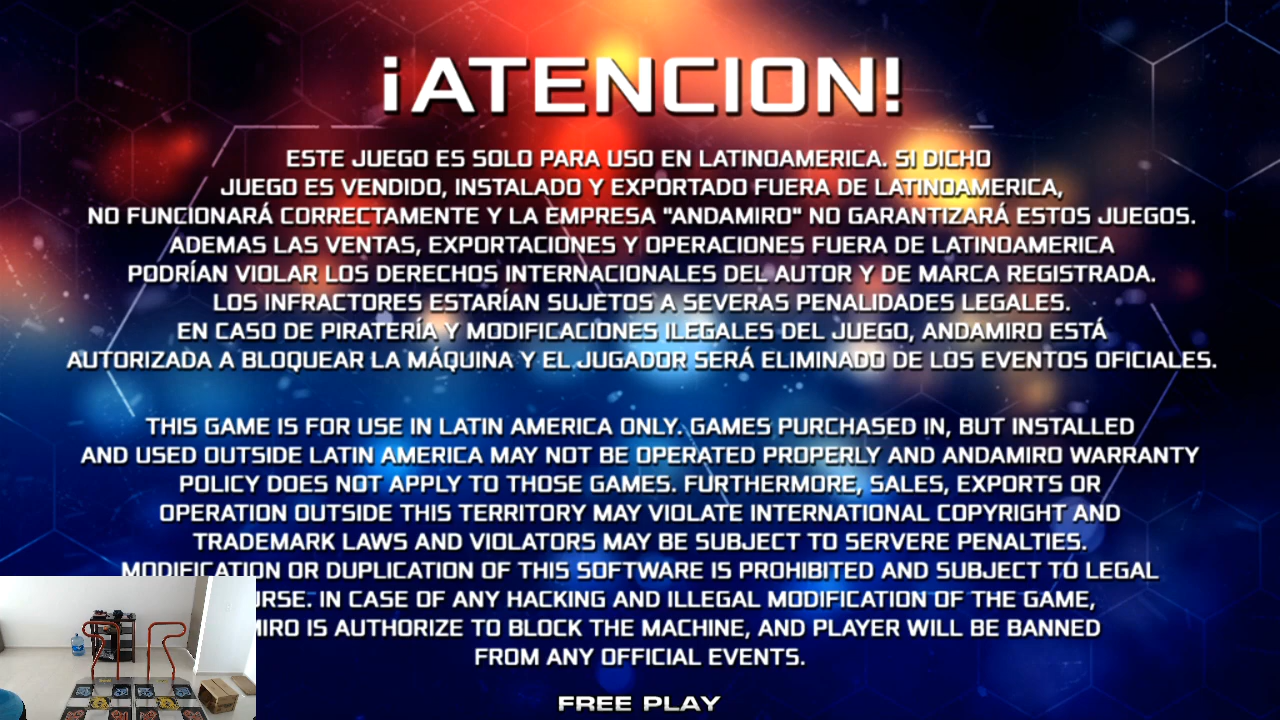 ¡ATENCION!
ESTE JUEGO ES SOLO PARA USO EN LATINOAMERICA. SI DICHO
JUEGO ES VENDIDO, INSTALADO Y EXPORTADO FUERA DE LATINOAMERICA,
NO FUNCIONARÁ CORRECTAMENTE Y LA EMPRESA "ANDAMIRO" NO GARANTIZARÁ ESTOS JUEGOS.
ADEMAS LAS VENTAS, EXPORTACIONES Y OPERACIONES FUERA DE LATINOAMERICA
PODRÍAN VIOLAR LOS DERECHOS INTERNACIONALES DEL AUTOR Y DE MARCA REGISTRADA.
LOS INFRACTORES ESTARÍAN SUJETOS A SEVERAS PENALIDADES LEGALES.
EN CASO DE PIRATERÍA Y MODIFICACIONES ILEGALES DEL JUEGO, ANDAMIRO ESTÁ
AUTORIZADA A BLOQUEAR LA MÁQUINA Y EL JUGADOR SERÁ ELIMINADO DE LOS EVENTOS OFICIALES.
THIS GAME IS FOR USE IN LATIN AMERICA ONLY. GAMES PURCHASED IN, BUT INSTALLED
AND USED OUTSIDE LATIN AMERICA MAY NOT BE OPERATED PROPERLY AND ANDAMIRO WARRANTY
POLICY DOES NOT APPLY TO THOSE GAMES. FURTHERMORE, SALES, EXPORTS OR
OPERATION OUTSIDE THIS TERRITORY MAY VIOLATE INTERNATIONAL COPYRIGHT AND
TRADEMARK LAWS AND VIOLATORS MAY BE SUBJECT TO SERVERE PENALTIES.
MODIFICATION OR DUPLICATION OF THIS SOFTWARE IS PROHIBITED AND SUBJECT TO LEGAL
URSE. IN CASE OF ANY HACKING AND ILLEGAL MODIFICATION OF THE GAME,
MIRO IS AUTHORIZE TO BLOCK THE MACHINE, AND PLAYER WILL BE BANNED
FROM ANY OFFICIAL EVENTS.
FREE PLAY